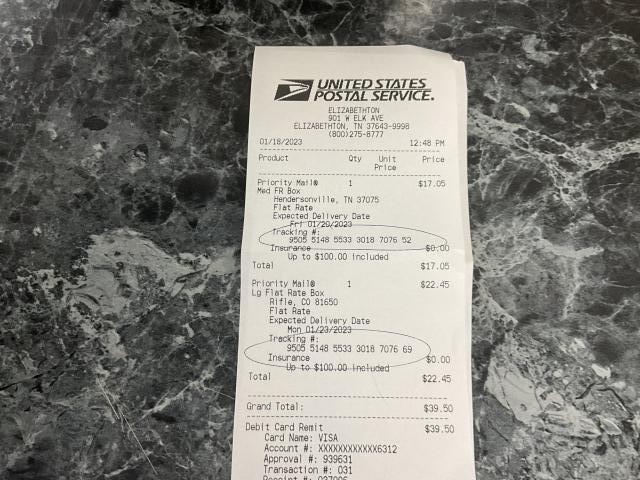 UNITED STATES
POSTAL SERVICE.
ELIZABETHTON
901 W ELK AVE
ELIZABETHTON, TN 37643-9998
(800)275-8777
01/18/2023 12:48 PM
Product Qty Unit Price
Price
Priority Mail® 1 $17.05
Med FR Box
Hendersonville, TN 37075
Flat Rate
Expected Delivery Date
Fri 01/20/2023
Tracking #:
9505 5148 5533 3018 7076 52
Insurance $0.00
Up to $100.00 included
Total $17.05
Priority Mail® 1 $22.45
Lg Flat Rate Box
Rifle, CO 81650
Flat Rate
Expected Delivery Date
Mon 01/23/2023
Tracking #:
9505 5148 5533 3018 7076 69
Insurance $0.00
Up to $100.00 included
Total $22.45
Grand Total: $39.50
Debit Card Remit $39.50
Card Name: VISA
Account #: XXXXXXXXXXXX6312
Approval #: 939631
Transaction #: 031
Receipt #: 037006